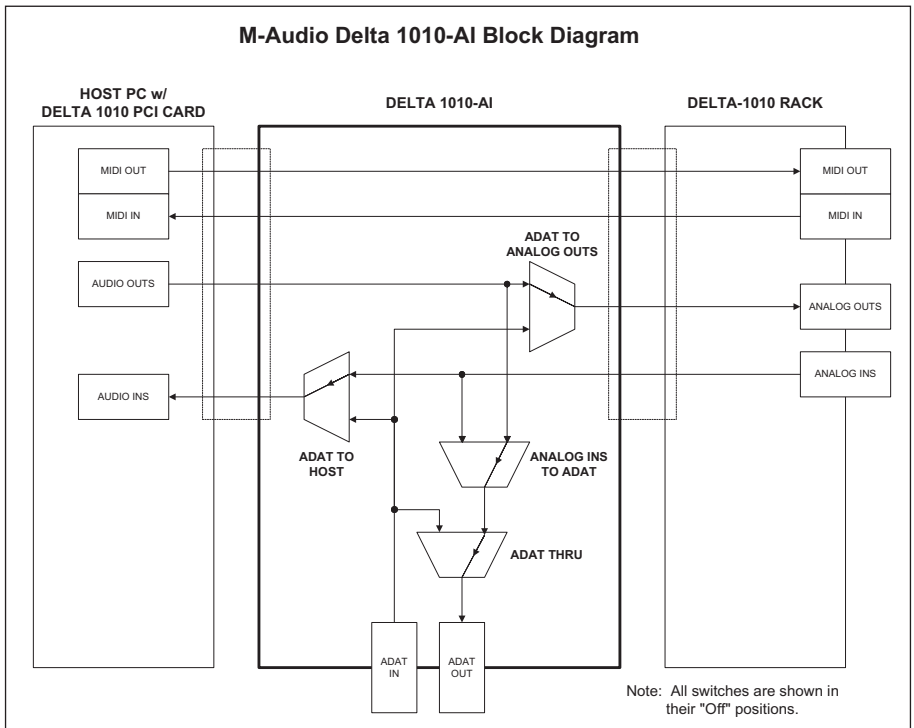 M-Audio Delta 1010-AI Block Diagram
HOST PC w/
DELTA 1010 PCI CARD
DELTA 1010-AI
DELTA-1010 RACK
MIDI OUT
MIDI OUT
MIDI IN
MIDI IN
ADAT TO
ANALOG OUTS
AUDIO OUTS
ANALOG OUTS
ANALOG INS
AUDIO INS
ADAT TO
HOST
ANALOG INS
TO ADAT
ADAT THRU
ADAT
IN
ADAT
OUT
Note: All switches are shown in
their "Off" positions.